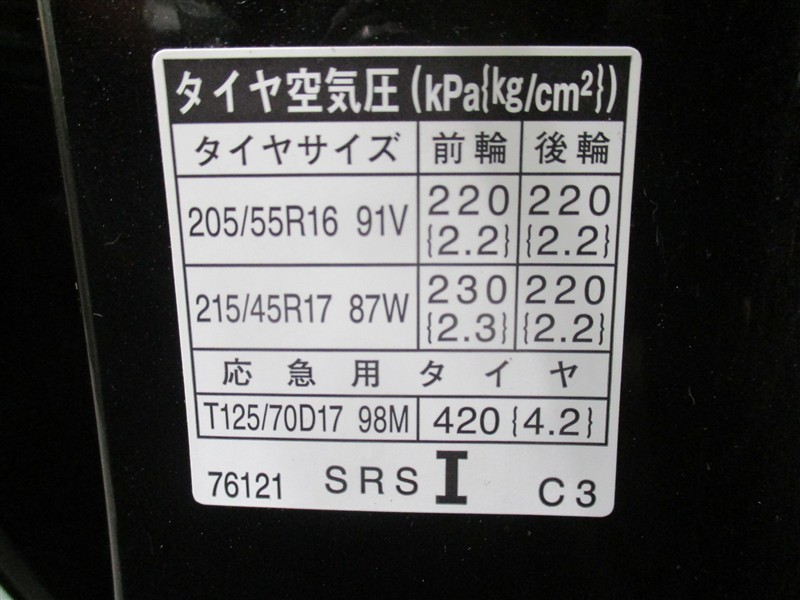 タイヤ空気圧(kPa{kg/cm²})
タイヤサイズ 前輪 後輪
205/55R16 91V 220 {2.2} 220 {2.2}
215/45R17 87W 230 {2.3} 220 {2.2}
応急用タイヤ
T125/70D17 98M 420 {4.2}
76121 SRS I C3